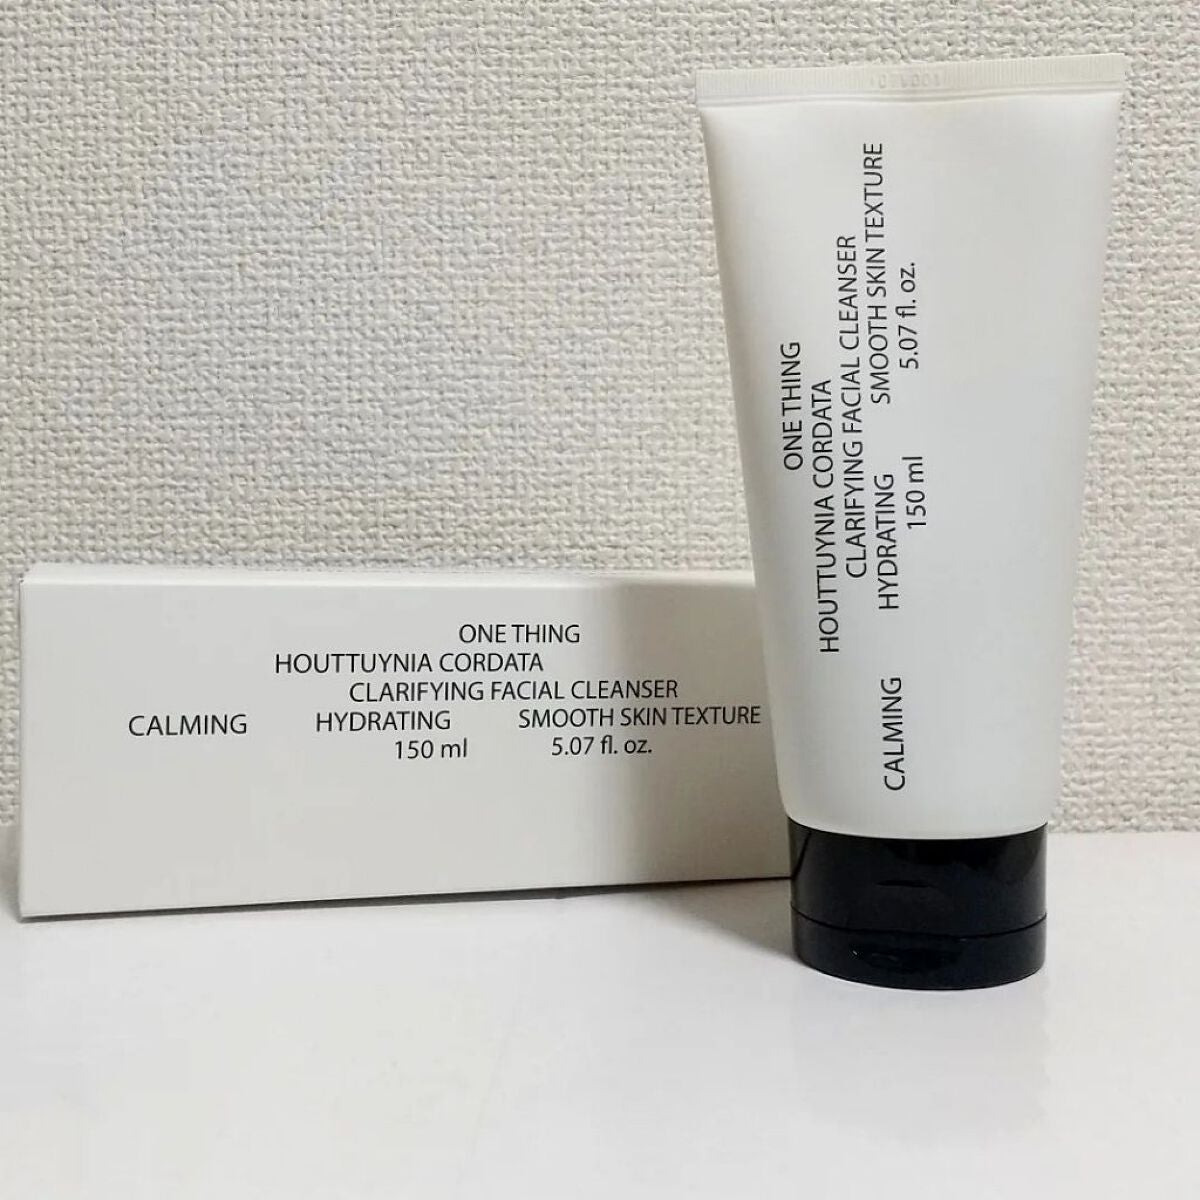 ONE THING
HOUTTUYNIA CORDATA
CLARIFYING FACIAL CLEANSER
CALMING HYDRATING SMOOTH SKIN TEXTURE
150 ml 5.07 fl. oz.
ONE THING
HOUTTUYNIA CORDATA
CLARIFYING FACIAL CLEANSER
CALMING HYDRATING SMOOTH SKIN TEXTURE
150 ml 5.07 fl. oz.